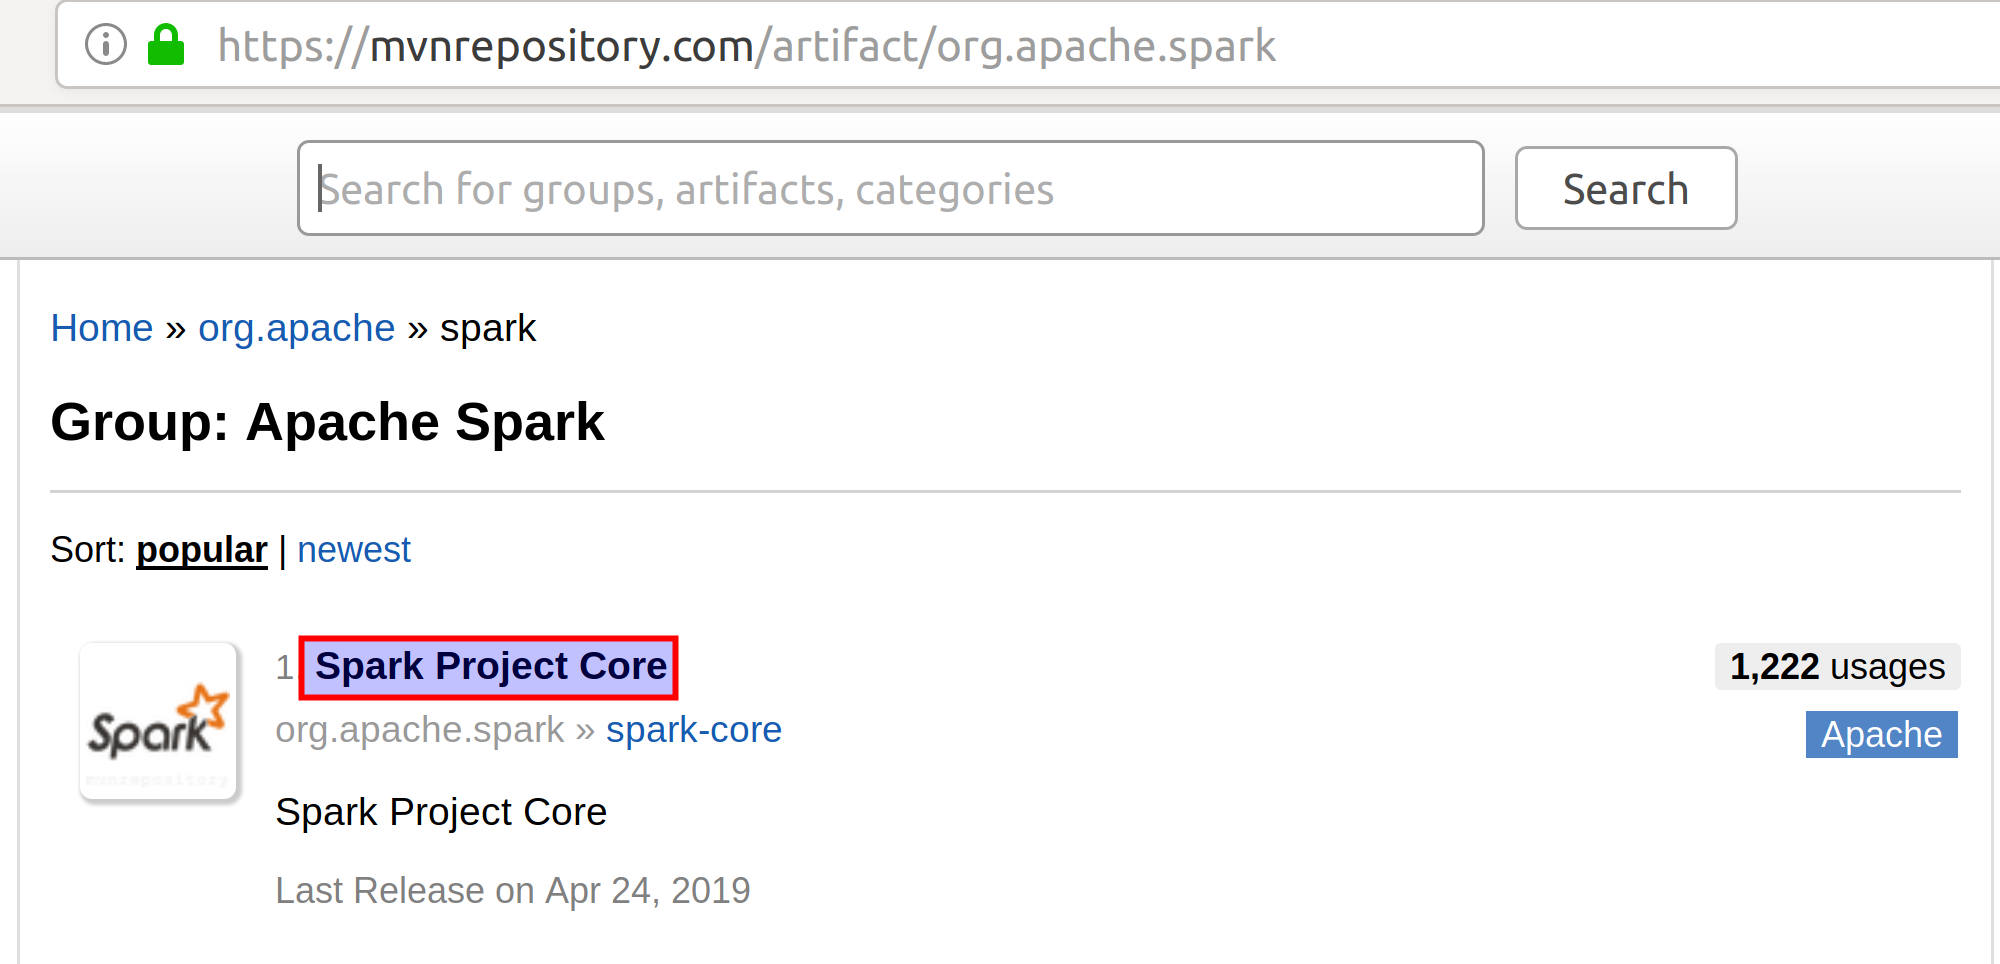 https://mvnrepository.com/artifact/org.apache.spark
Search for groups, artifacts, categories
Search
Home » org.apache » spark
Group: Apache Spark
Sort: popular | newest
1. Spark Project Core
1,222 usages
org.apache.spark » spark-core
Apache
Spark
mvnrepository
Spark Project Core
Last Release on Apr 24, 2019